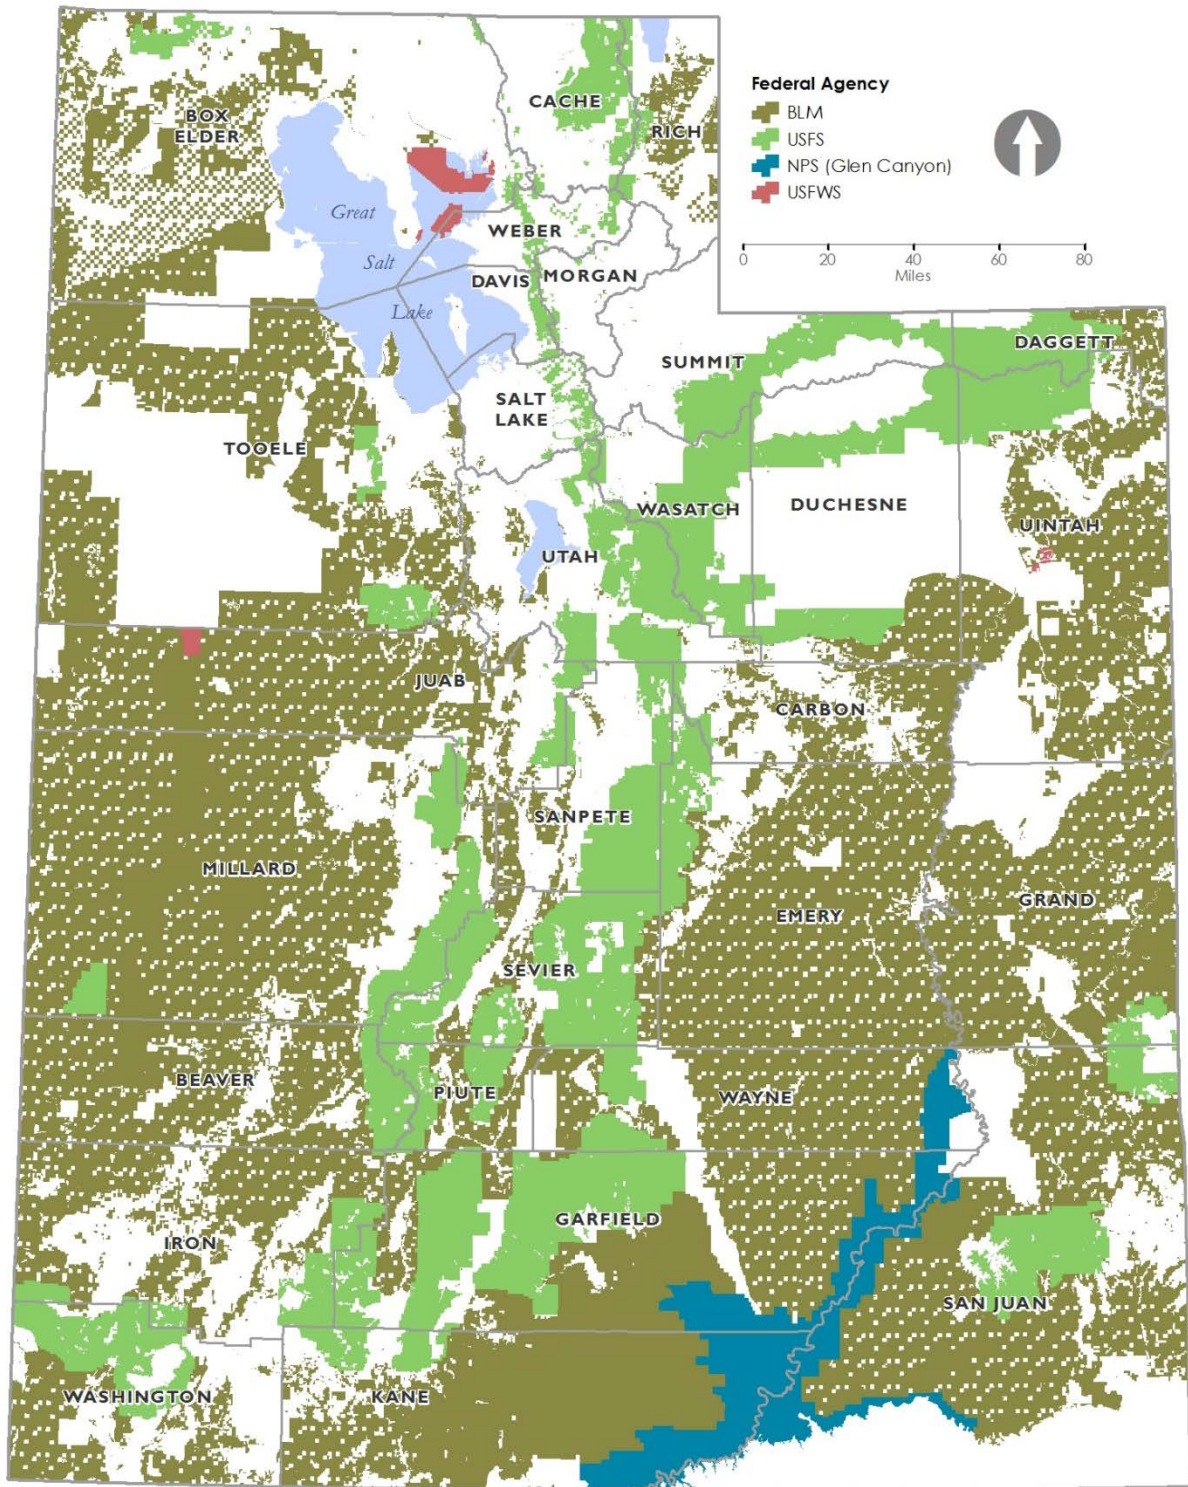 Federal Agency
BLM
USFS
NPS (Glen Canyon)
USFWS
0 20 40 60 80
Miles
BOX
ELDER
CACHE
RICH
Great
Salt
Lake
WEBER
DAVIS
MORGAN
SUMMIT
DAGGETT
SALT
LAKE
TOOELE
WASATCH
DUCHESNE
UINTAH
UTAH
JUAB
CARBON
SANPETE
MILLARD
EMERY
GRAND
SEVIER
BEAVER
PIUTE
WAYNE
GARFIELD
IRON
SAN JUAN
WASHINGTON
KANE